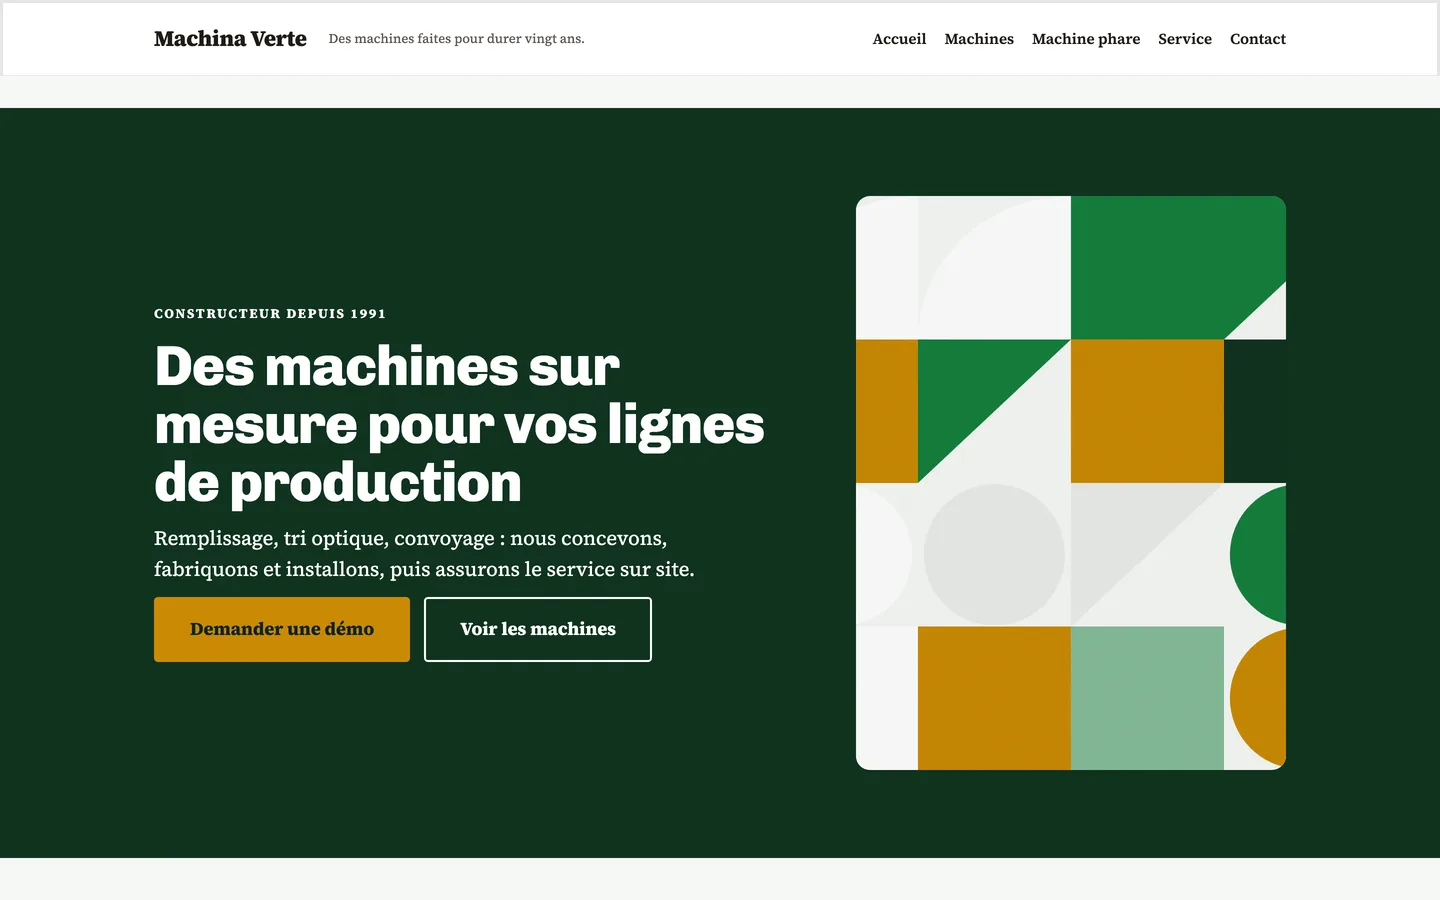 Machina Verte
Des machines faites pour durer vingt ans.
Accueil Machines Machine phare Service Contact
CONSTRUCTEUR DEPUIS 1991
Des machines sur
mesure pour vos lignes
de production
Remplissage, tri optique, convoyage : nous concevons,
fabriquons et installons, puis assurons le service sur site.
Demander une démo
Voir les machines